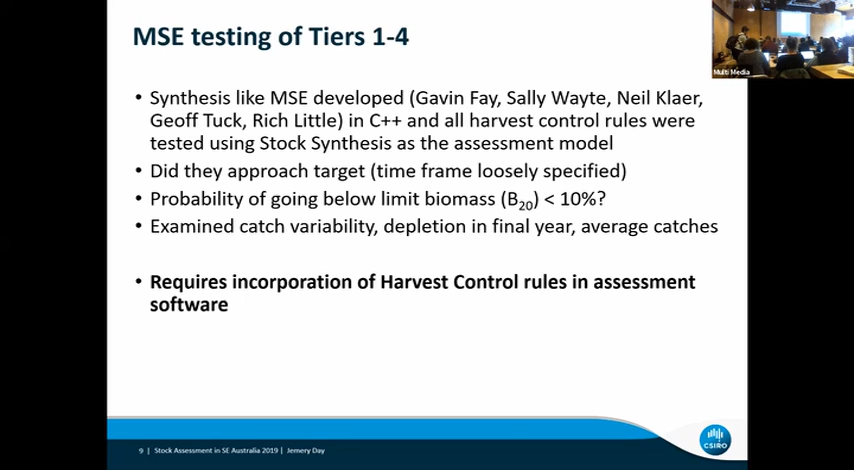 MSE testing of Tiers 1-4
Multi Media
• Synthesis like MSE developed (Gavin Fay, Sally Wayte, Neil Klaer,
Geoff Tuck, Rich Little) in C++ and all harvest control rules were
tested using Stock Synthesis as the assessment model
• Did they approach target (time frame loosely specified)
• Probability of going below limit biomass (B20) < 10%?
• Examined catch variability, depletion in final year, average catches
• Requires incorporation of Harvest Control rules in assessment
software
9 | Stock Assessment in SE Australia 2019 | Jemery Day
CSIRO